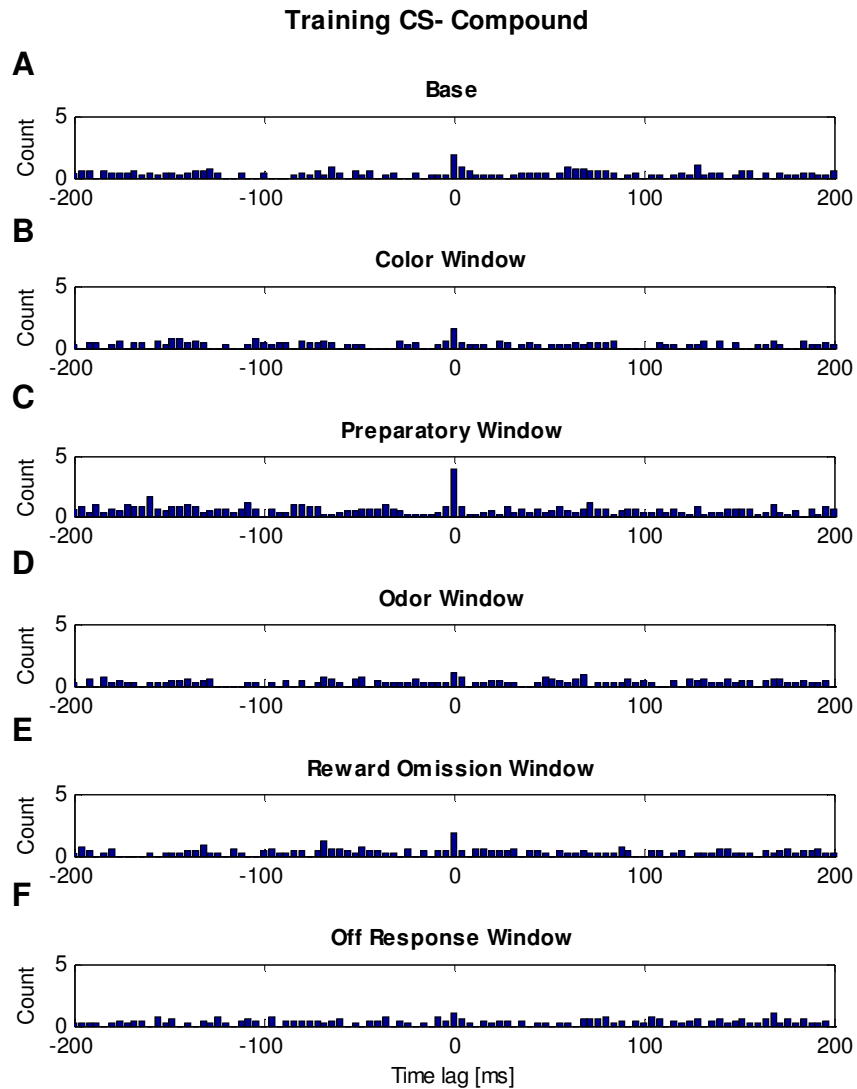 Training CS- Compound
A
Base
Count
5
0
-200 -100 0 100 200
B
Color Window
Count
5
0
-200 -100 0 100 200
C
Preparatory Window
Count
5
0
-200 -100 0 100 200
D
Odor Window
Count
5
0
-200 -100 0 100 200
E
Reward Omission Window
Count
5
0
-200 -100 0 100 200
F
Off Response Window
Count
5
0
-200 -100 0 100 200
Time lag [ms]